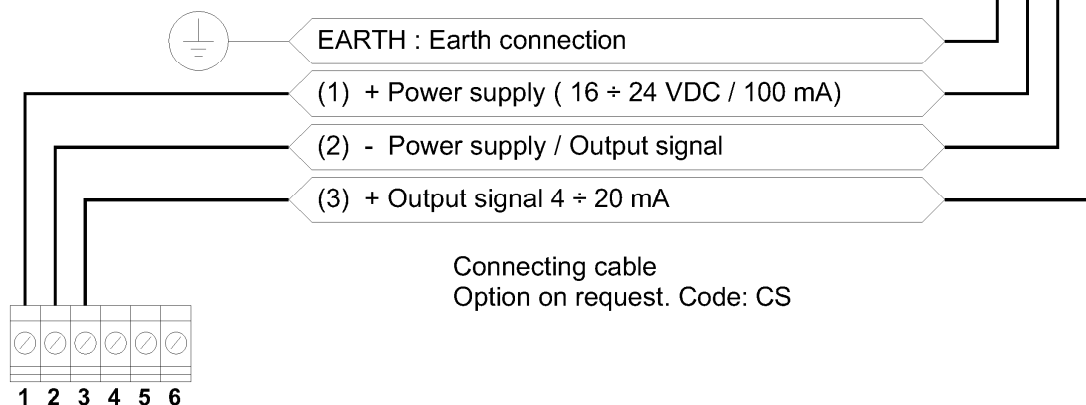 EARTH : Earth connection
(1) + Power supply ( 16 ÷ 24 VDC / 100 mA)
(2) - Power supply / Output signal
(3) + Output signal 4 ÷ 20 mA
Connecting cable
Option on request. Code: CS
1 2 3 4 5 6